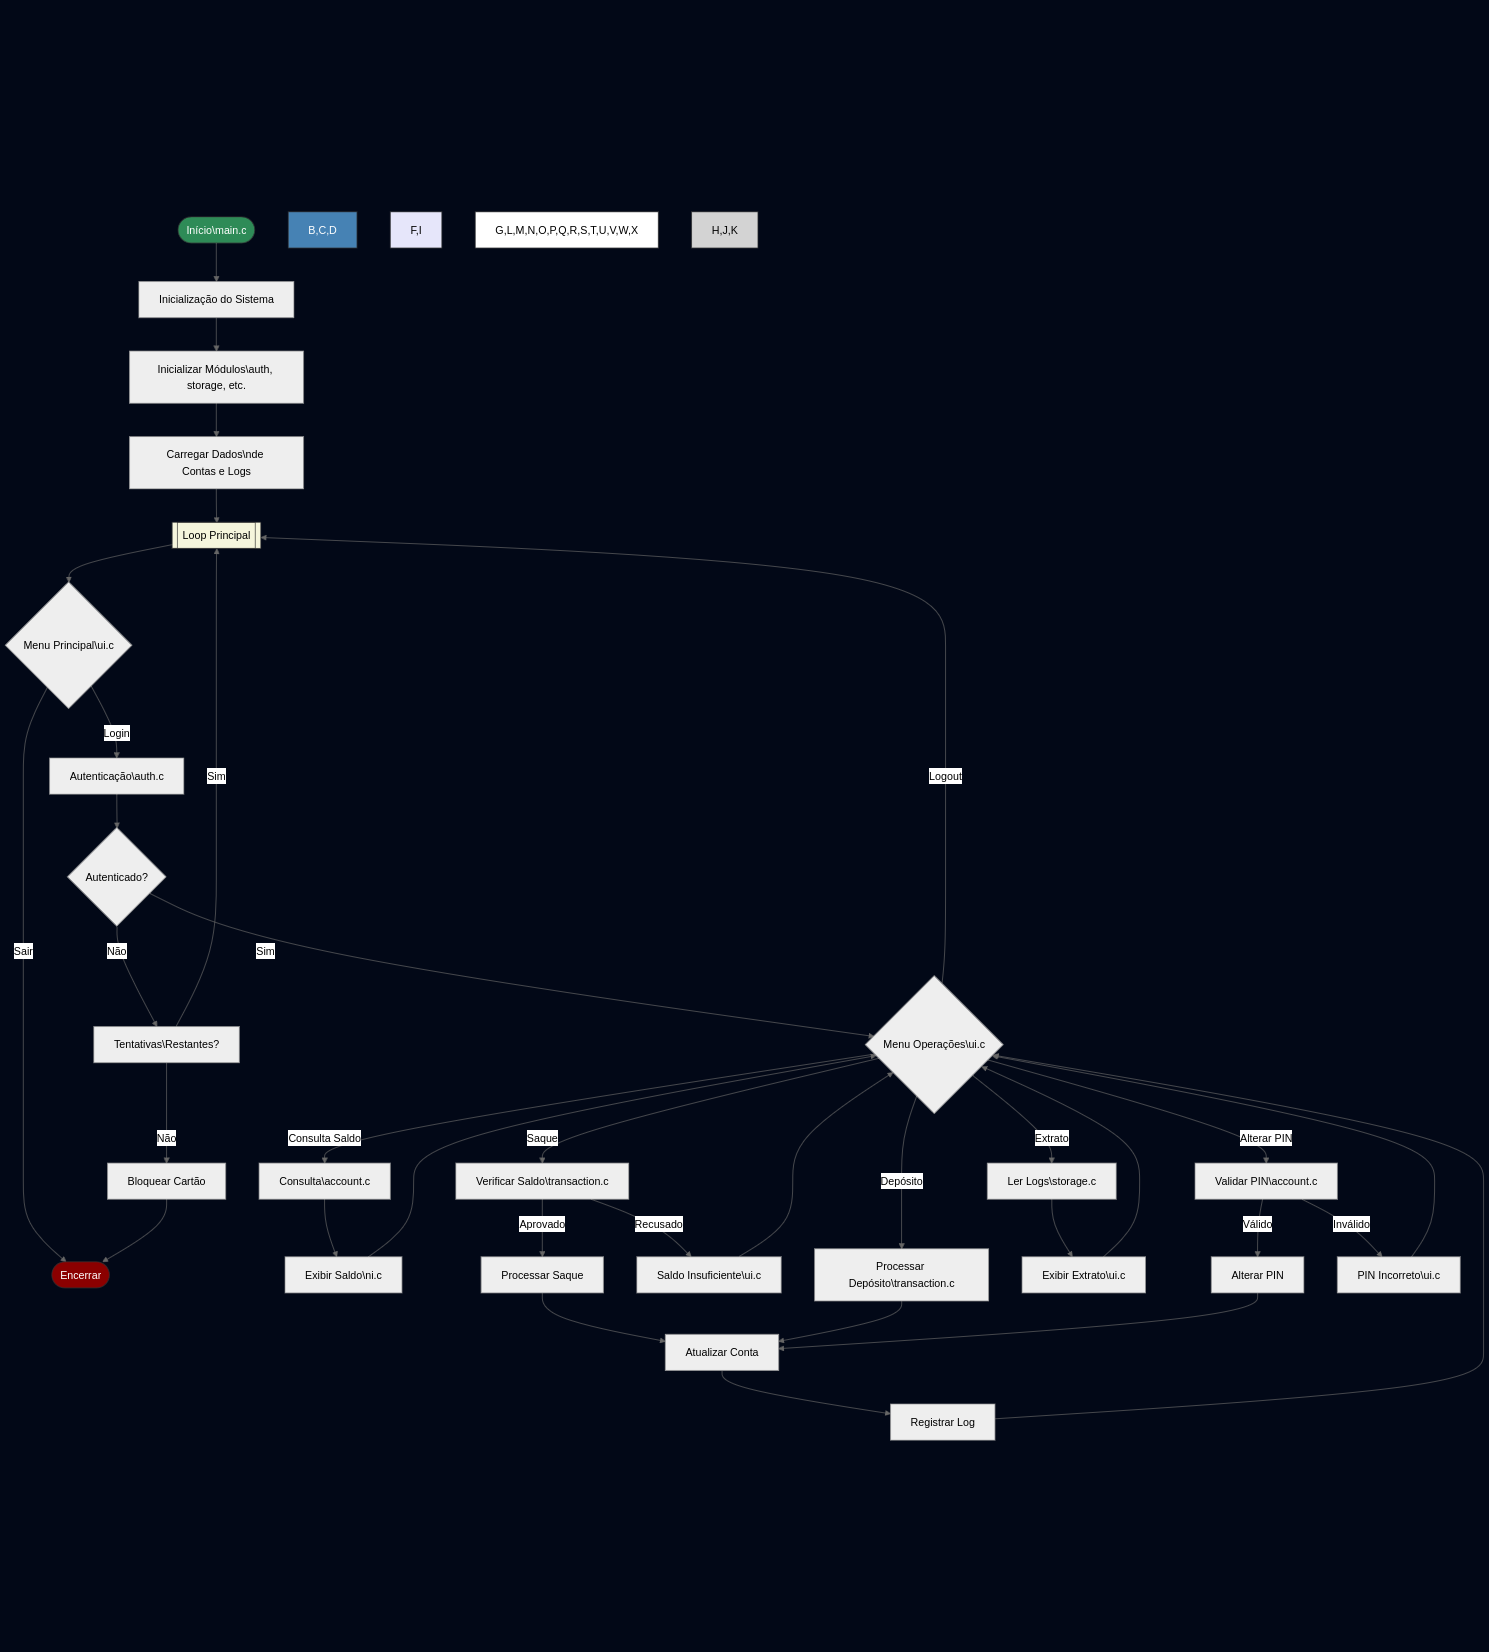 Início\main.c
B,C,D
F,I
G,L,M,N,O,P,Q,R,S,T,U,V,W,X
H,J,K
Inicialização do Sistema
Inicializar Módulos\auth,
storage, etc.
Carregar Dados\nde
Contas e Logs
Loop Principal
Menu Principal\ui.c
Login
Autenticação\auth.c
Sim
Logout
Autenticado?
Sair
Não
Sim
Tentativas\Restantes?
Menu Operações\ui.c
Não
Consulta Saldo
Saque
Extrato
Alterar PIN
Bloquear Cartão
Consulta\account.c
Verificar Saldo\transaction.c
Depósito
Ler Logs\storage.c
Validar PIN\account.c
Aprovado
Recusado
Válido
Inválido
Encerrar
Exibir Saldo\ni.c
Processar Saque
Saldo Insuficiente\ui.c
Processar
Depósito\transaction.c
Exibir Extrato\ui.c
Alterar PIN
PIN Incorreto\ui.c
Atualizar Conta
Registrar Log